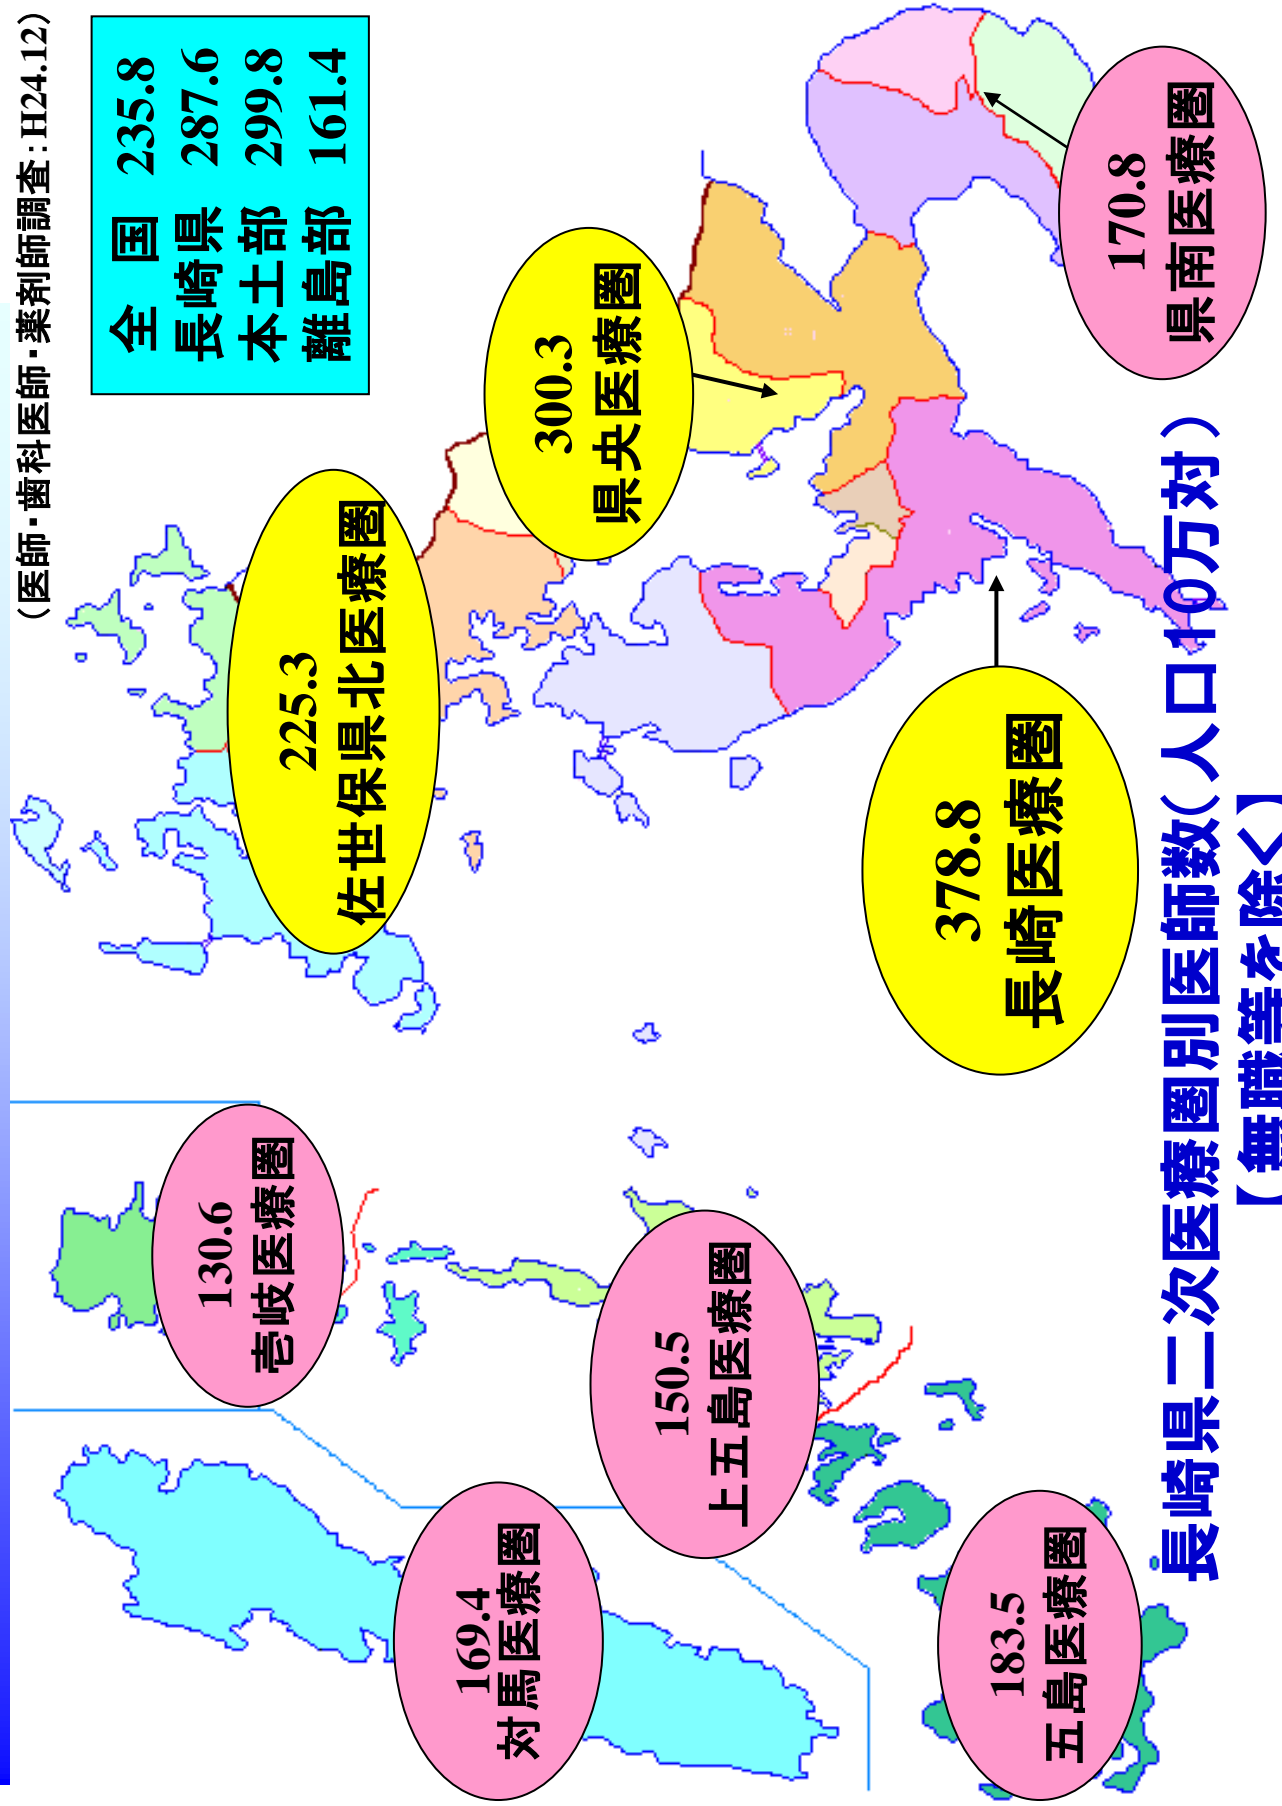 長崎県二次医療圏別医師数(人口10万対)
【無職等を除く】
(医師・歯科医師・薬剤師調査:H24.12)
全 国 235.8
長崎県 287.6
本土部 299.8
離島部 161.4
169.4
対馬医療圏
130.6
壱岐医療圏
225.3
佐世保県北医療圏
300.3
県央医療圏
150.5
上五島医療圏
183.5
五島医療圏
378.8
長崎医療圏
170.8
県南医療圏